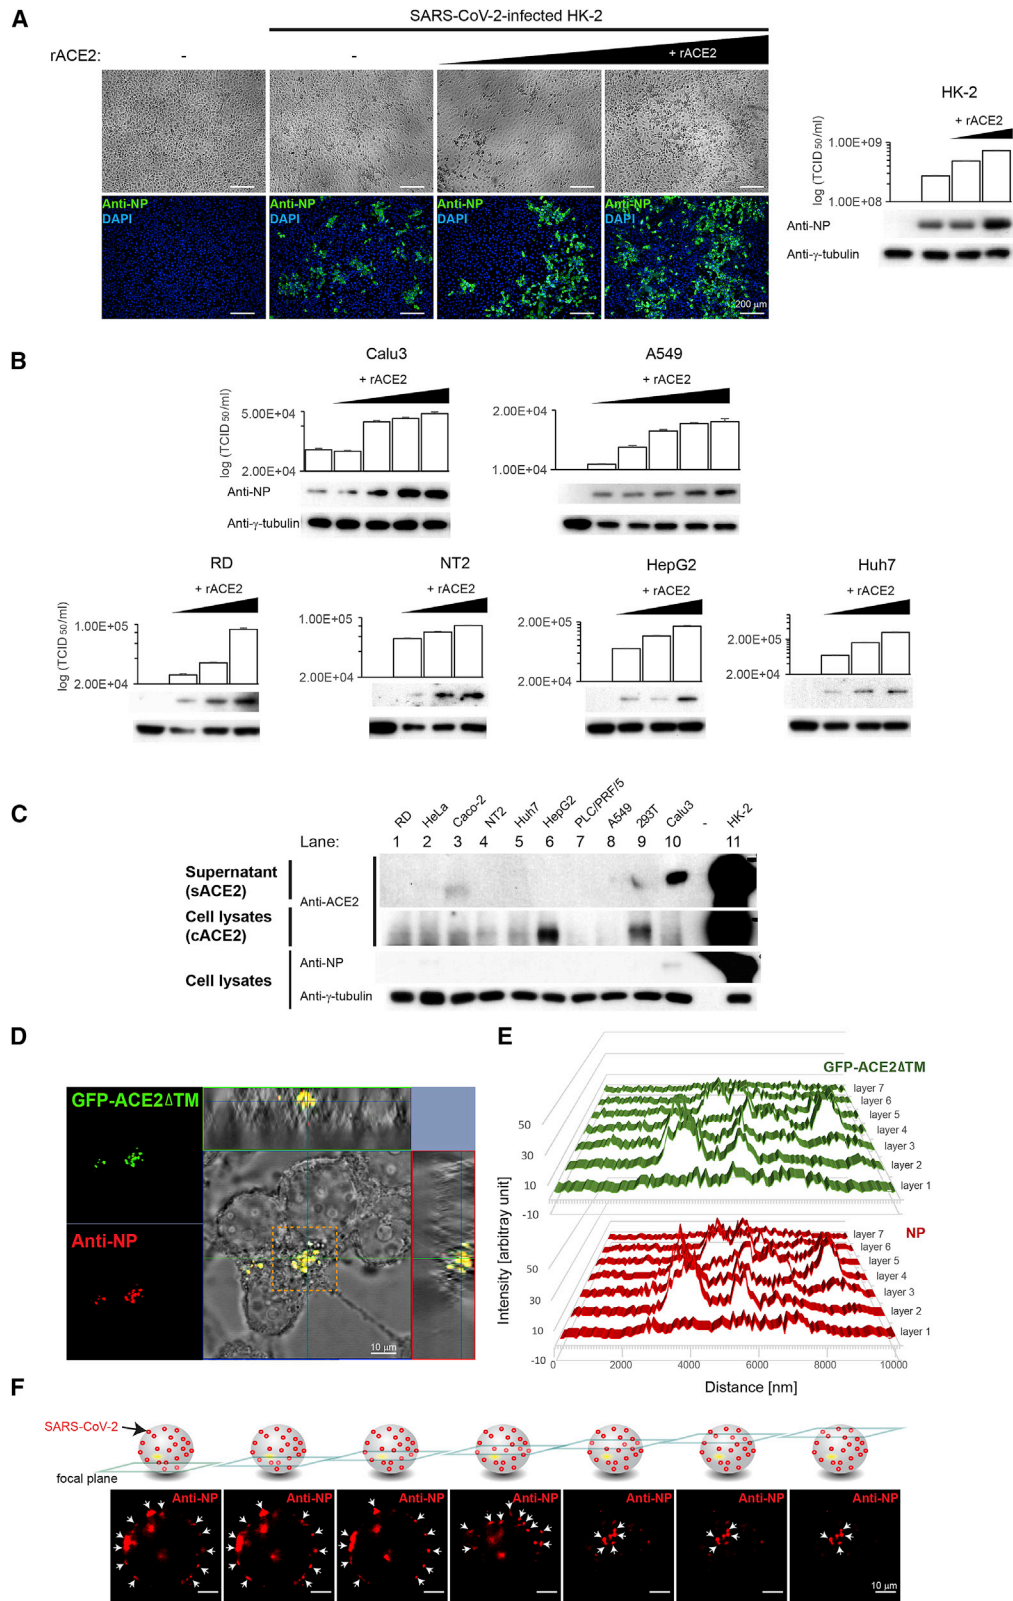 A
SARS-CoV-2-infected HK-2
rACE2: - - + rACE2
Anti-NP
DAPI
Anti-NP
DAPI
Anti-NP
DAPI
Anti-NP
DAPI
200 µm
HK-2
+ rACE2
log (TCID 50/ml)
1.00E+09
1.00E+08
Anti-NP
Anti-γ-tubulin
B
Calu3
+ rACE2
log (TCID 50/ml)
5.00E+04
2.00E+04
Anti-NP
Anti-γ-tubulin
A549
+ rACE2
2.00E+04
1.00E+04
RD
+ rACE2
log (TCID 50/ml)
1.00E+05
2.00E+04
NT2
+ rACE2
1.00E+05
2.00E+04
HepG2
+ rACE2
2.00E+05
2.00E+04
Huh7
+ rACE2
2.00E+05
2.00E+04
C
RD HeLa Caco-2 NT2 Huh7 HepG2 PLC/PRF/5 A549 293T Calu3 - HK-2
Lane: 1 2 3 4 5 6 7 8 9 10 11
Supernatant
(sACE2)
Anti-ACE2
Cell lysates
(cACE2)
Cell lysates
Anti-NP
Anti-γ-tubulin
D
GFP-ACE2ΔTM
Anti-NP
10 µm
E
GFP-ACE2ΔTM
layer 7
layer 6
layer 5
layer 4
layer 3
layer 2
layer 1
50
30
10
-10
NP
layer 7
layer 6
layer 5
layer 4
layer 3
layer 2
layer 1
50
30
10
-10
Intensity [arbitray unit]
0 2000 4000 6000 8000 10000
Distance [nm]
F
SARS-CoV-2
focal plane
Anti-NP Anti-NP Anti-NP Anti-NP Anti-NP Anti-NP Anti-NP
10 µm